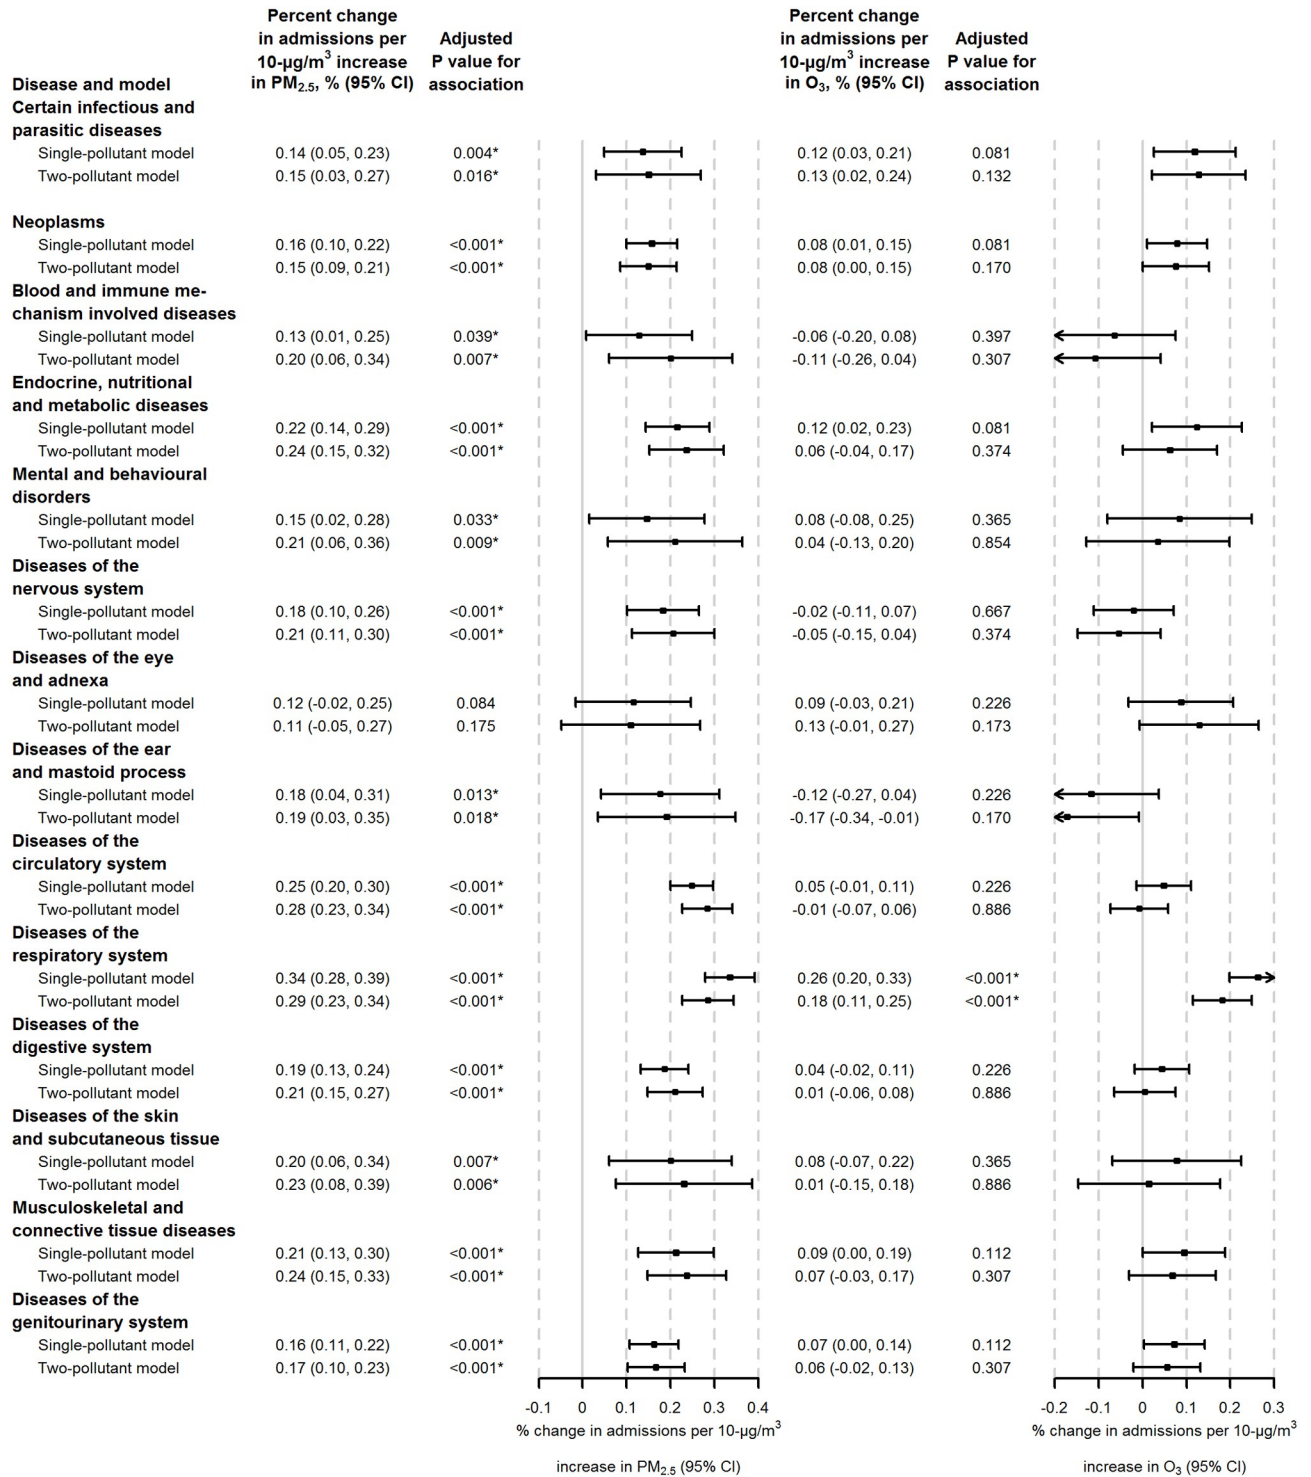 Percent change
in admissions per
10-µg/m³ increase
in PM₂.₅, % (95% CI)
Adjusted
P value for
association
Percent change
in admissions per
10-µg/m³ increase
in O₃, % (95% CI)
Adjusted
P value for
association
Disease and model
Certain infectious and
parasitic diseases
Single-pollutant model 0.14 (0.05, 0.23) 0.004* 0.12 (0.03, 0.21) 0.081
Two-pollutant model 0.15 (0.03, 0.27) 0.016* 0.13 (0.02, 0.24) 0.132
Neoplasms
Single-pollutant model 0.16 (0.10, 0.22) <0.001* 0.08 (0.01, 0.15) 0.081
Two-pollutant model 0.15 (0.09, 0.21) <0.001* 0.08 (0.00, 0.15) 0.170
Blood and immune me-
chanism involved diseases
Single-pollutant model 0.13 (0.01, 0.25) 0.039* -0.06 (-0.20, 0.08) 0.397
Two-pollutant model 0.20 (0.06, 0.34) 0.007* -0.11 (-0.26, 0.04) 0.307
Endocrine, nutritional
and metabolic diseases
Single-pollutant model 0.22 (0.14, 0.29) <0.001* 0.12 (0.02, 0.23) 0.081
Two-pollutant model 0.24 (0.15, 0.32) <0.001* 0.06 (-0.04, 0.17) 0.374
Mental and behavioural
disorders
Single-pollutant model 0.15 (0.02, 0.28) 0.033* 0.08 (-0.08, 0.25) 0.365
Two-pollutant model 0.21 (0.06, 0.36) 0.009* 0.04 (-0.13, 0.20) 0.854
Diseases of the
nervous system
Single-pollutant model 0.18 (0.10, 0.26) <0.001* -0.02 (-0.11, 0.07) 0.667
Two-pollutant model 0.21 (0.11, 0.30) <0.001* -0.05 (-0.15, 0.04) 0.374
Diseases of the eye
and adnexa
Single-pollutant model 0.12 (-0.02, 0.25) 0.084 0.09 (-0.03, 0.21) 0.226
Two-pollutant model 0.11 (-0.05, 0.27) 0.175 0.13 (-0.01, 0.27) 0.173
Diseases of the ear
and mastoid process
Single-pollutant model 0.18 (0.04, 0.31) 0.013* -0.12 (-0.27, 0.04) 0.226
Two-pollutant model 0.19 (0.03, 0.35) 0.018* -0.17 (-0.34, -0.01) 0.170
Diseases of the
circulatory system
Single-pollutant model 0.25 (0.20, 0.30) <0.001* 0.05 (-0.01, 0.11) 0.226
Two-pollutant model 0.28 (0.23, 0.34) <0.001* -0.01 (-0.07, 0.06) 0.886
Diseases of the
respiratory system
Single-pollutant model 0.34 (0.28, 0.39) <0.001* 0.26 (0.20, 0.33) <0.001*
Two-pollutant model 0.29 (0.23, 0.34) <0.001* 0.18 (0.11, 0.25) <0.001*
Diseases of the
digestive system
Single-pollutant model 0.19 (0.13, 0.24) <0.001* 0.04 (-0.02, 0.11) 0.226
Two-pollutant model 0.21 (0.15, 0.27) <0.001* 0.01 (-0.06, 0.08) 0.886
Diseases of the skin
and subcutaneous tissue
Single-pollutant model 0.20 (0.06, 0.34) 0.007* 0.08 (-0.07, 0.22) 0.365
Two-pollutant model 0.23 (0.08, 0.39) 0.006* 0.01 (-0.15, 0.18) 0.886
Musculoskeletal and
connective tissue diseases
Single-pollutant model 0.21 (0.13, 0.30) <0.001* 0.09 (0.00, 0.19) 0.112
Two-pollutant model 0.24 (0.15, 0.33) <0.001* 0.07 (-0.03, 0.17) 0.307
Diseases of the
genitourinary system
Single-pollutant model 0.16 (0.11, 0.22) <0.001* 0.07 (0.00, 0.14) 0.112
Two-pollutant model 0.17 (0.10, 0.23) <0.001* 0.06 (-0.02, 0.13) 0.307
-0.1 0 0.1 0.2 0.3 0.4
% change in admissions per 10-µg/m³
increase in PM₂.₅ (95% CI)
-0.2 -0.1 0 0.1 0.2 0.3
% change in admissions per 10-µg/m³
increase in O₃ (95% CI)